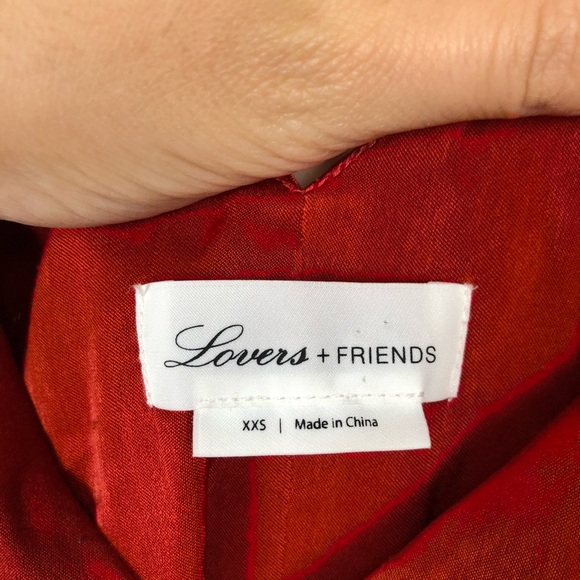 Lovers + FRIENDS
XXS | Made in China